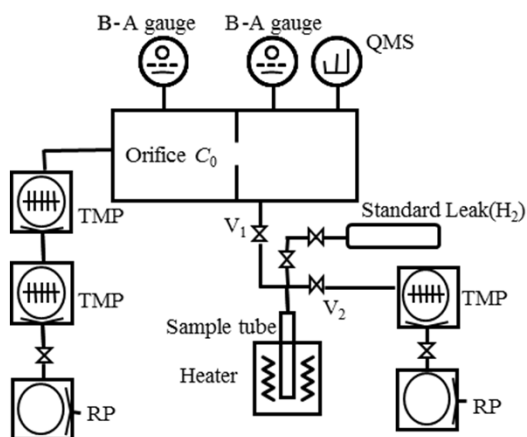 B-A gauge
B-A gauge
QMS
Orifice C₀
TMP
V₁
Standard Leak(H₂)
TMP
V₂
TMP
Sample tube
Heater
RP
RP